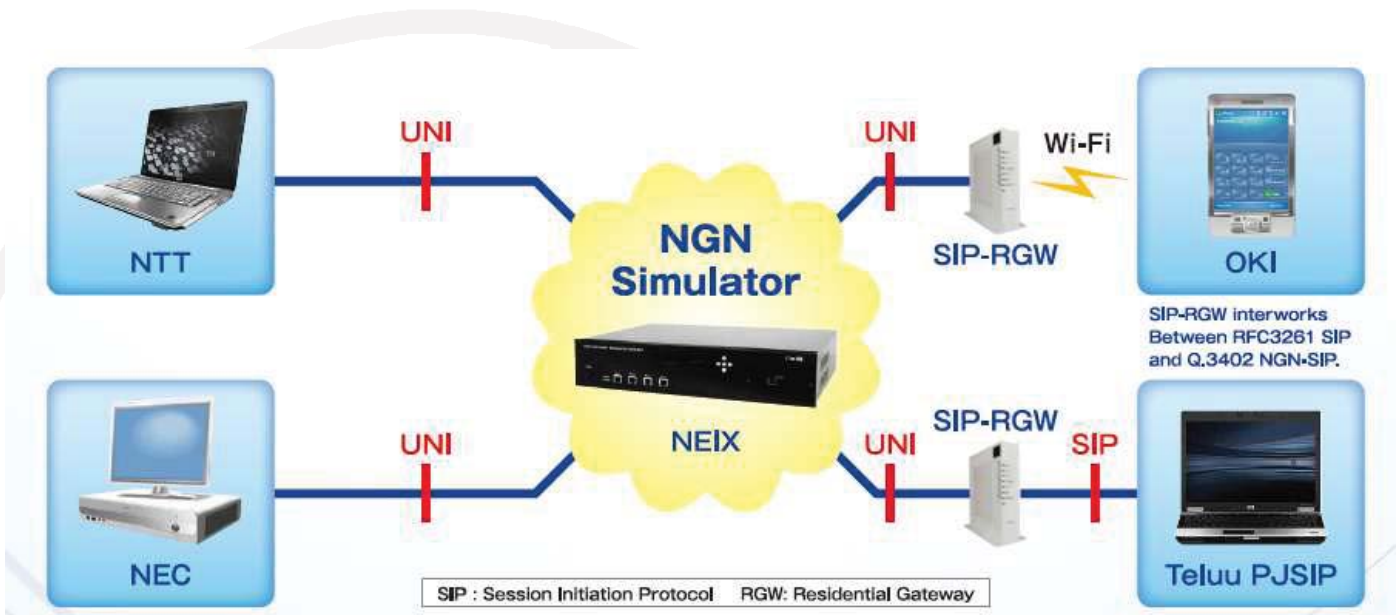 UNI
UNI
Wi-Fi
NTT
NGN
Simulator
SIP-RGW
OKI
SIP-RGW interworks
Between RFC3261 SIP
and Q.3402 NGN-SIP.
NEIX
UNI
UNI
SIP-RGW
SIP
NEC
Teluu PJSIP
SIP : Session Initiation Protocol RGW: Residential Gateway